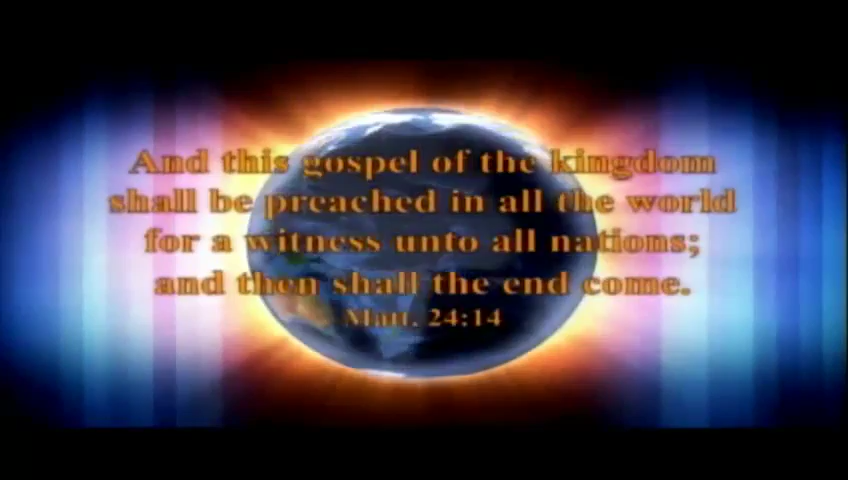 And this gospel of the kingdom
shall be preached in all the world
for a witness unto all nations;
and then shall the end come.
Matt. 24:14